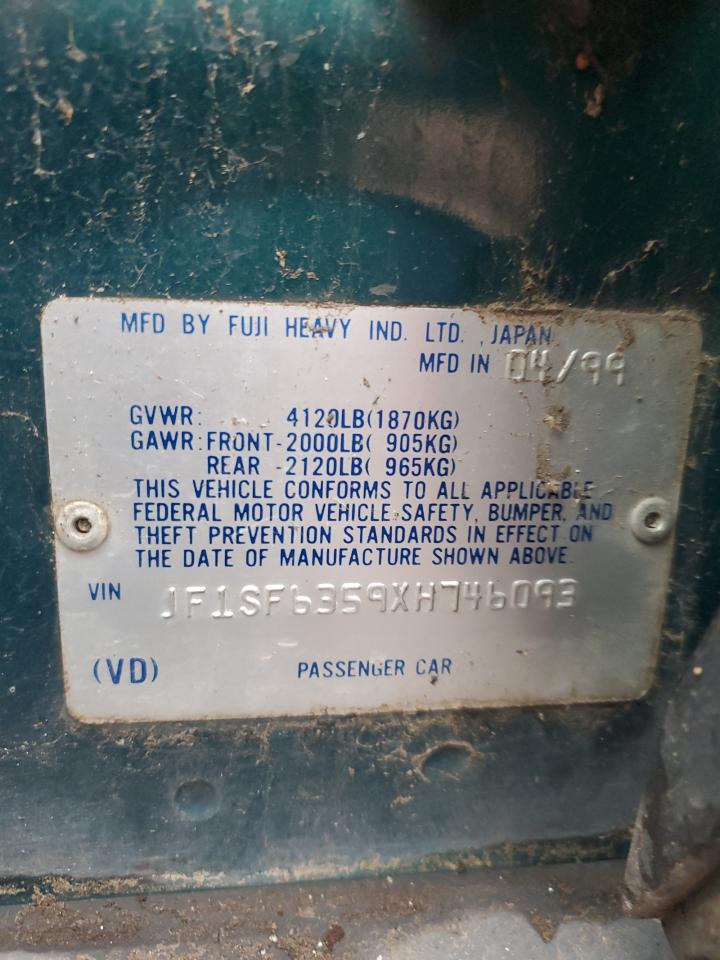 MFD BY FUJI HEAVY IND. LTD., JAPAN
MFD IN 04/99
GVWR: 4120LB(1870KG)
GAWR: FRONT-2000LB( 905KG)
REAR -2120LB( 965KG)
THIS VEHICLE CONFORMS TO ALL APPLICABLE
FEDERAL MOTOR VEHICLE SAFETY, BUMPER, AND
THEFT PREVENTION STANDARDS IN EFFECT ON
THE DATE OF MANUFACTURE SHOWN ABOVE.
VIN JF1SF6359XH746093
(VD) PASSENGER CAR